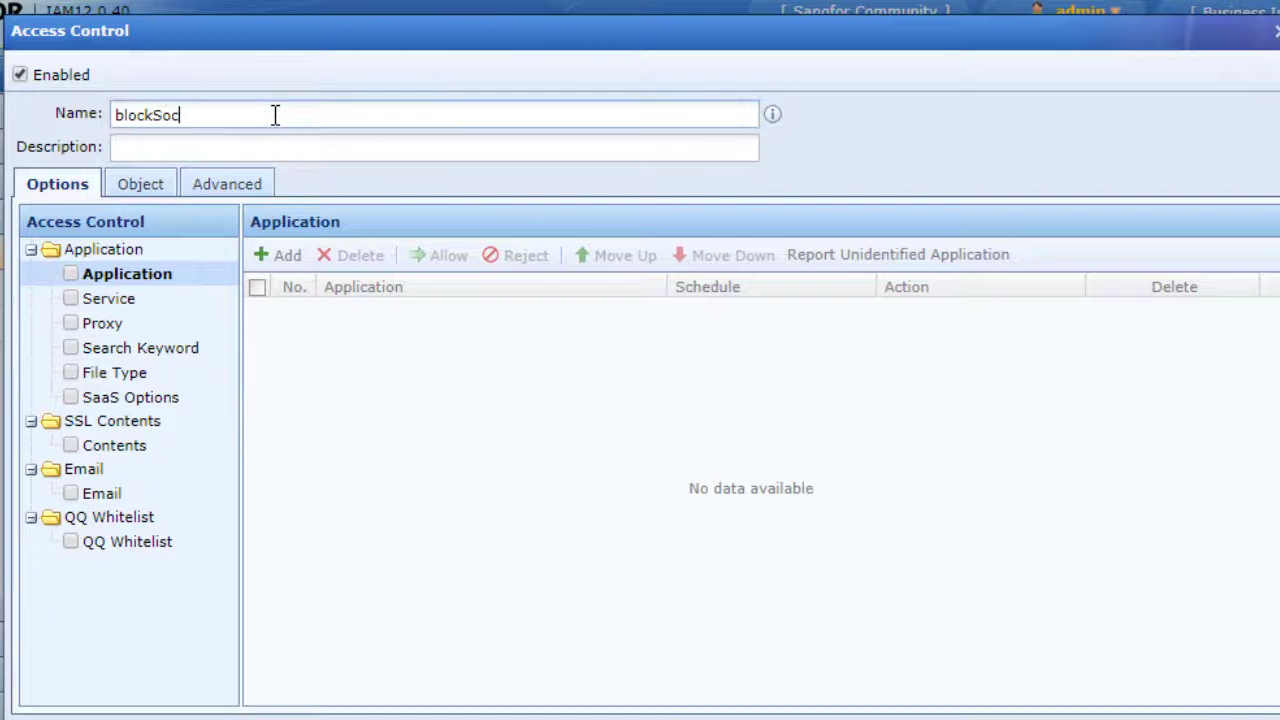 IAM12.0.40
[ Sangfor Community ]
admin
[ Business In
Access Control
Enabled
Name: blockSoc
Description:
Options Object Advanced
Access Control
Application
Application
Service
Proxy
Search Keyword
File Type
SaaS Options
SSL Contents
Contents
Email
Email
QQ Whitelist
QQ Whitelist
Application
Add Delete Allow Reject Move Up Move Down Report Unidentified Application
No. Application Schedule Action Delete
No data available